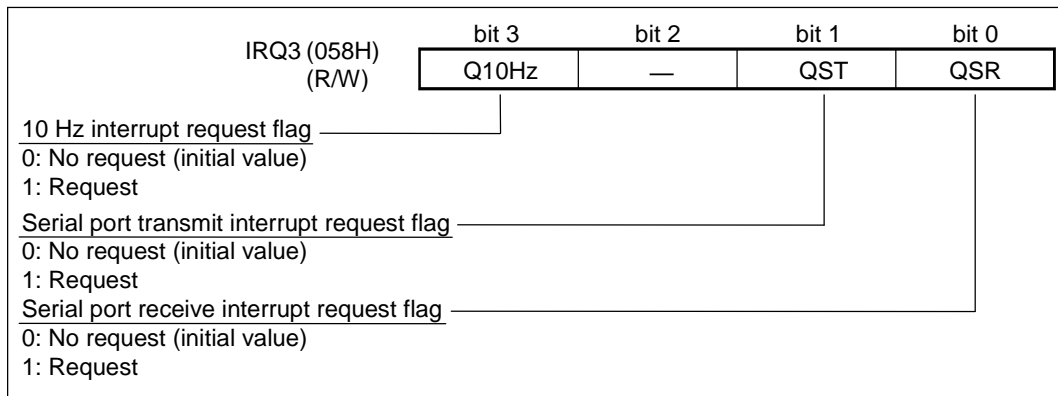 bit 3 bit 2 bit 1 bit 0
IRQ3 (058H)
(R/W)
Q10Hz — QST QSR
10 Hz interrupt request flag
0: No request (initial value)
1: Request
Serial port transmit interrupt request flag
0: No request (initial value)
1: Request
Serial port receive interrupt request flag
0: No request (initial value)
1: Request